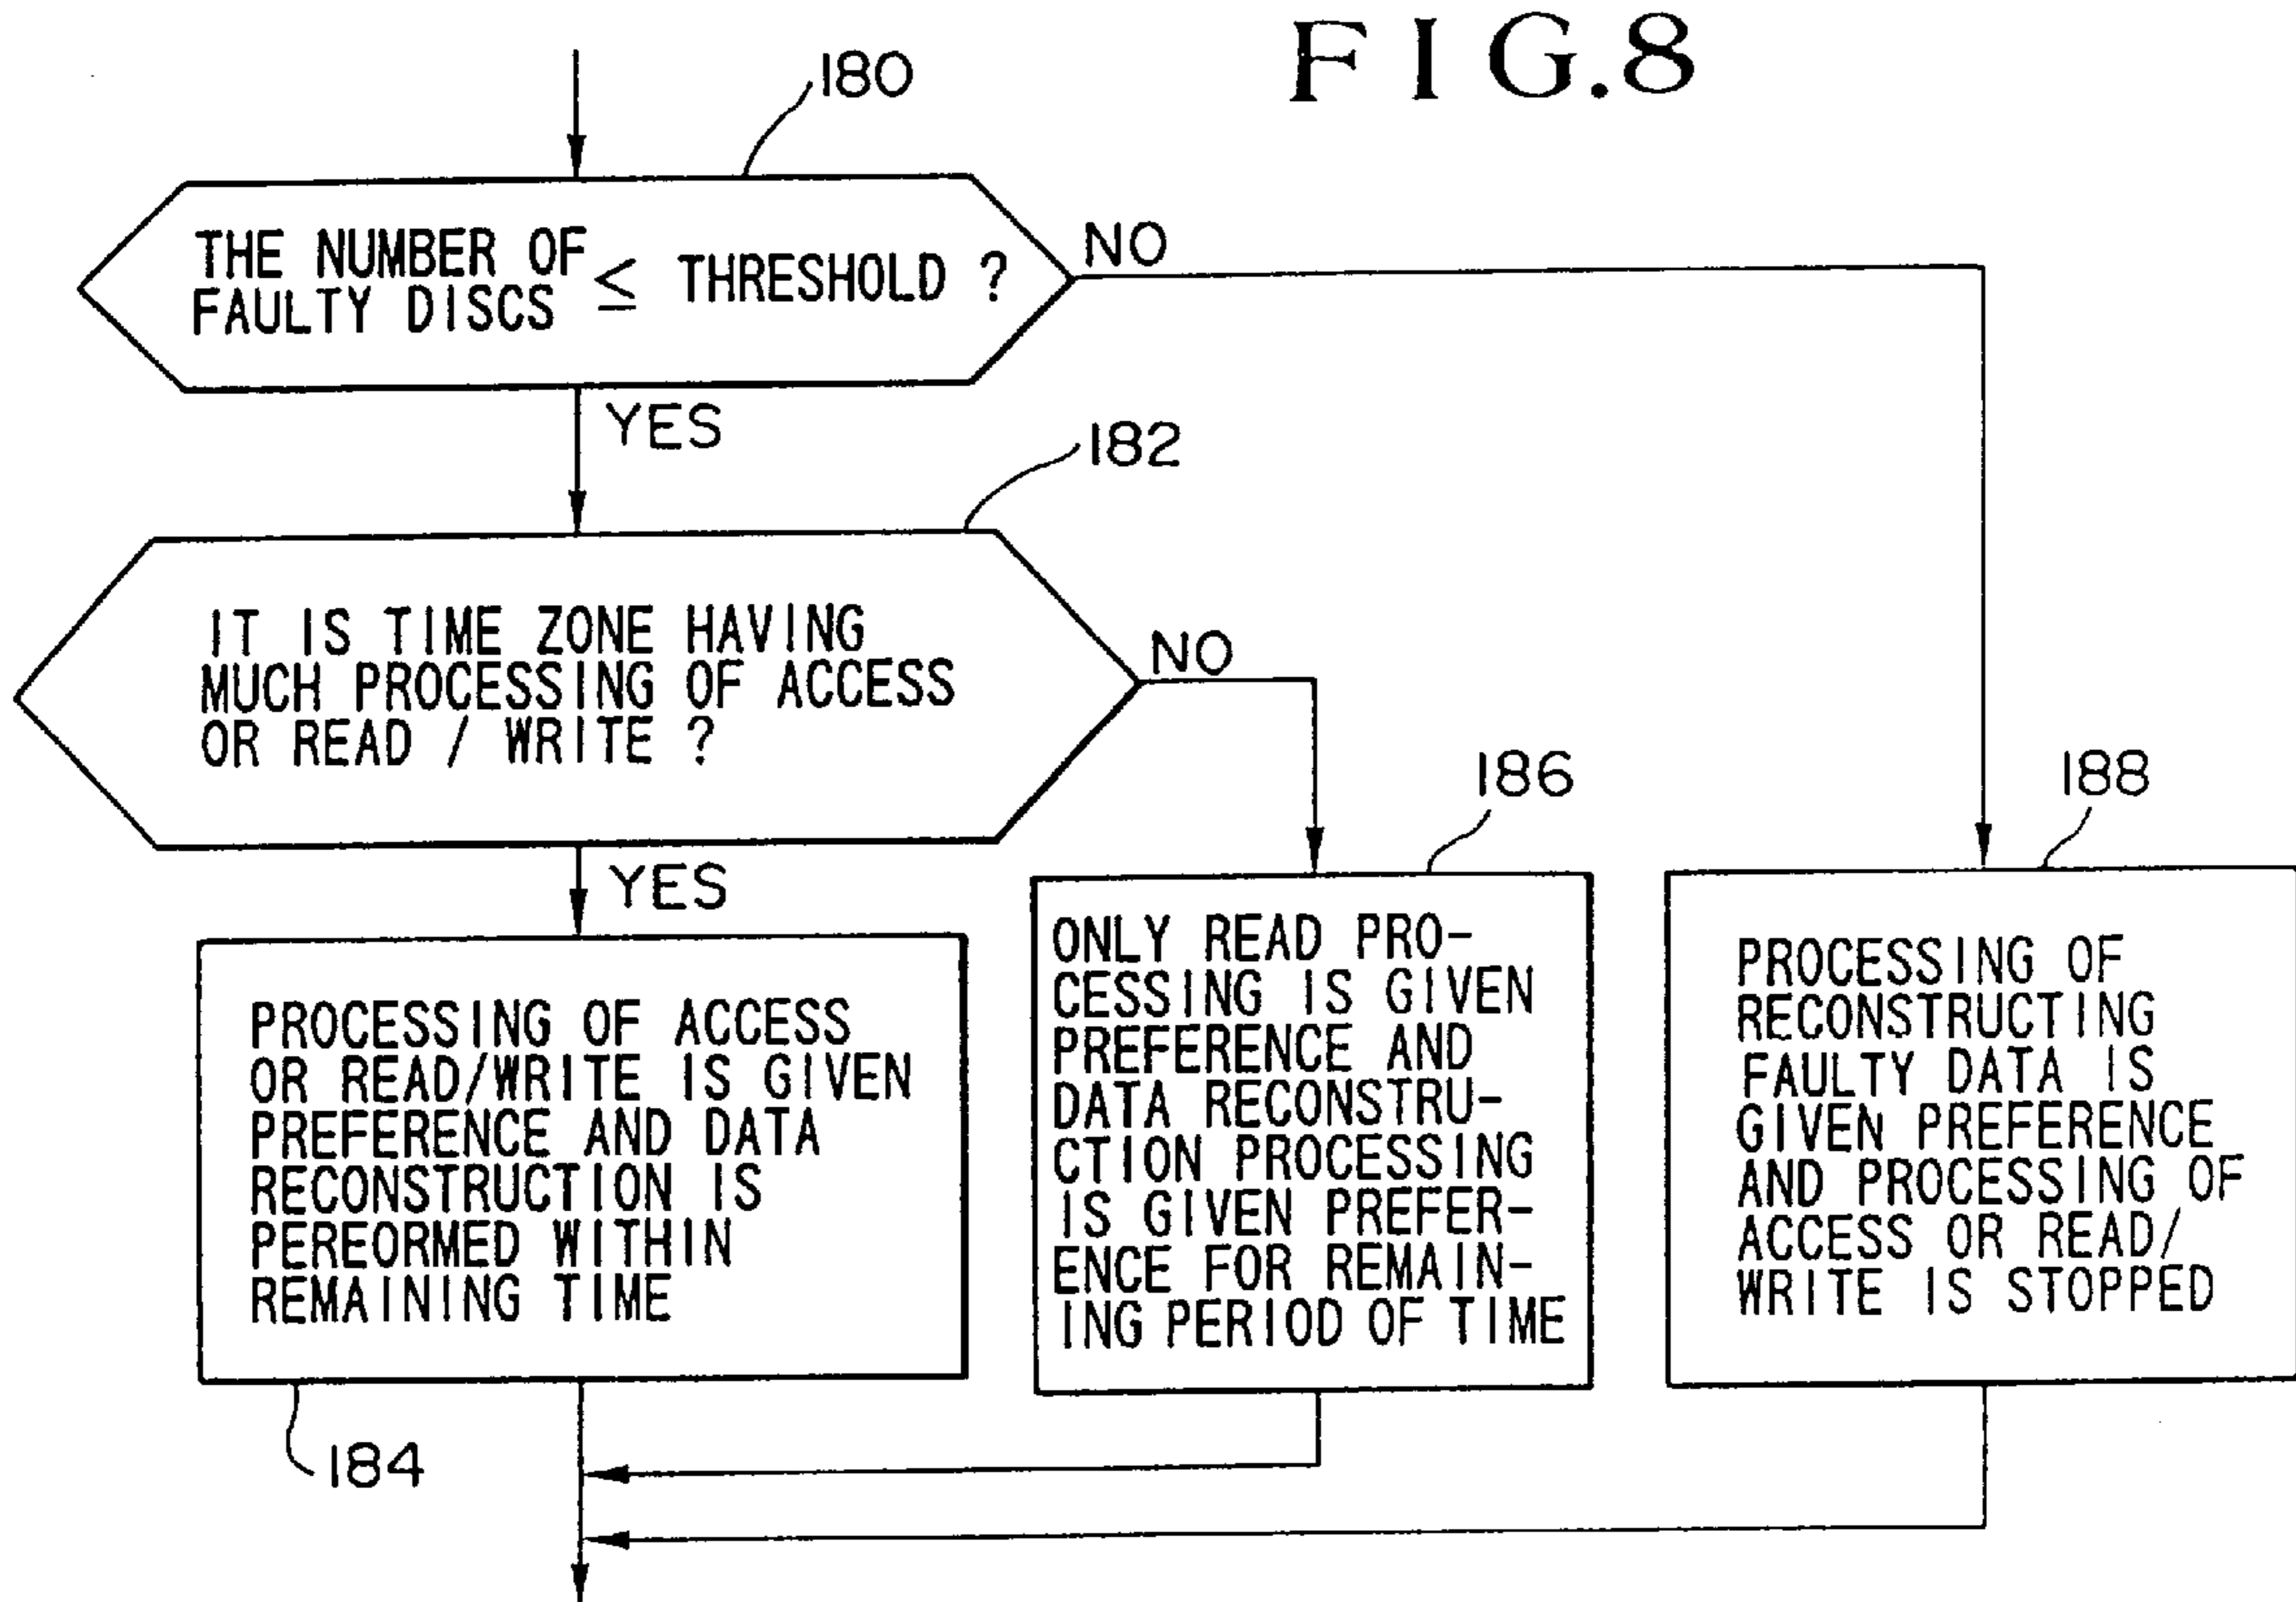 FIG.8
180
THE NUMBER OF
FAULTY DISCS ≤ THRESHOLD ?
NO
YES
182
IT IS TIME ZONE HAVING
MUCH PROCESSING OF ACCESS
OR READ / WRITE ?
NO
YES
186
188
PROCESSING OF ACCESS
OR READ/WRITE IS GIVEN
PREFERENCE AND DATA
RECONSTRUCTION IS
PEREORMED WITHIN
REMAINING TIME
184
ONLY READ PRO-
CESSING IS GIVEN
PREFERENCE AND
DATA RECONSTRU-
CTION PROCESSING
IS GIVEN PREFER-
ENCE FOR REMAIN-
ING PERIOD OF TIME
PROCESSING OF
RECONSTRUCTING
FAULTY DATA IS
GIVEN PREFERENCE
AND PROCESSING OF
ACCESS OR READ/
WRITE IS STOPPED